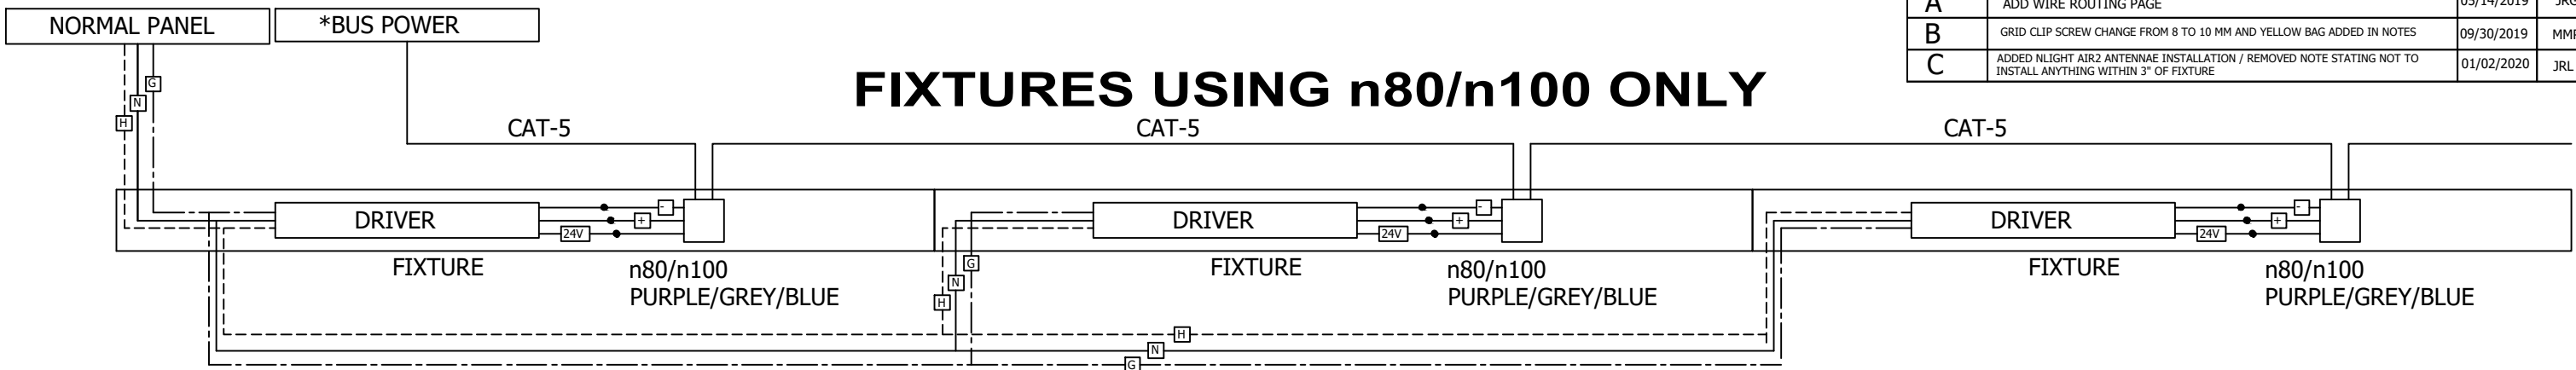 A ADD WIRE ROUTING PAGE 05/14/2019 JRG
B GRID CLIP SCREW CHANGE FROM 8 TO 10 MM AND YELLOW BAG ADDED IN NOTES 09/30/2019
C ADDED NLIGHT AIR2 ANTENNAE INSTALLATION / REMOVED NOTE STATING NOT TO
INSTALL ANYTHING WITHIN 3" OF FIXTURE 01/02/2020 JRL
NORMAL PANEL *BUS POWER
FIXTURES USING n80/n100 ONLY
G
N
H
CAT-5 CAT-5 CAT-5
DRIVER - + 24V DRIVER - + 24V DRIVER - + 24V
FIXTURE n80/n100 FIXTURE n80/n100 FIXTURE n80/n100
PURPLE/GREY/BLUE PURPLE/GREY/BLUE PURPLE/GREY/BLUE
G
N
H
H
N
G